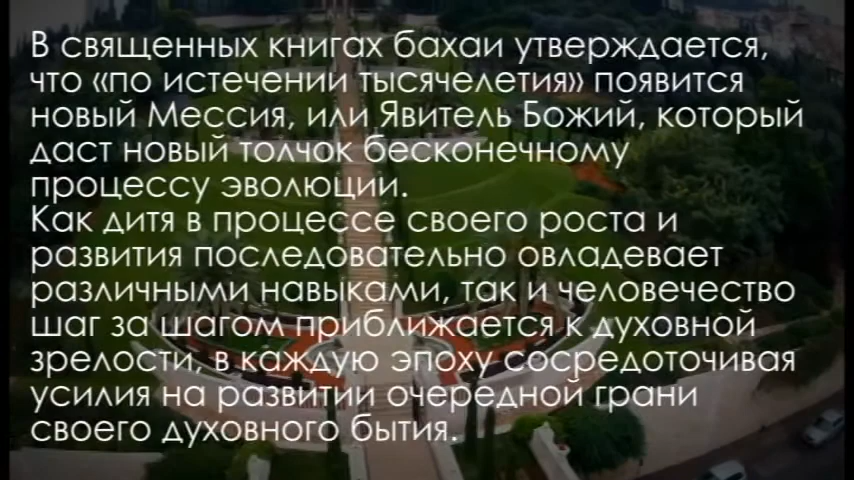 В священных книгах бахаи утверждается,
что «по истечении тысячелетия» появится
новый Мессия, или Явитель Божий, который
даст новый толчок бесконечному
процессу эволюции.
Как дитя в процессе своего роста и
развития последовательно овладевает
различными навыками, так и человечество
шаг за шагом приближается к духовной
зрелости, в каждую эпоху сосредоточивая
усилия на развитии очередной грани
своего духовного бытия.